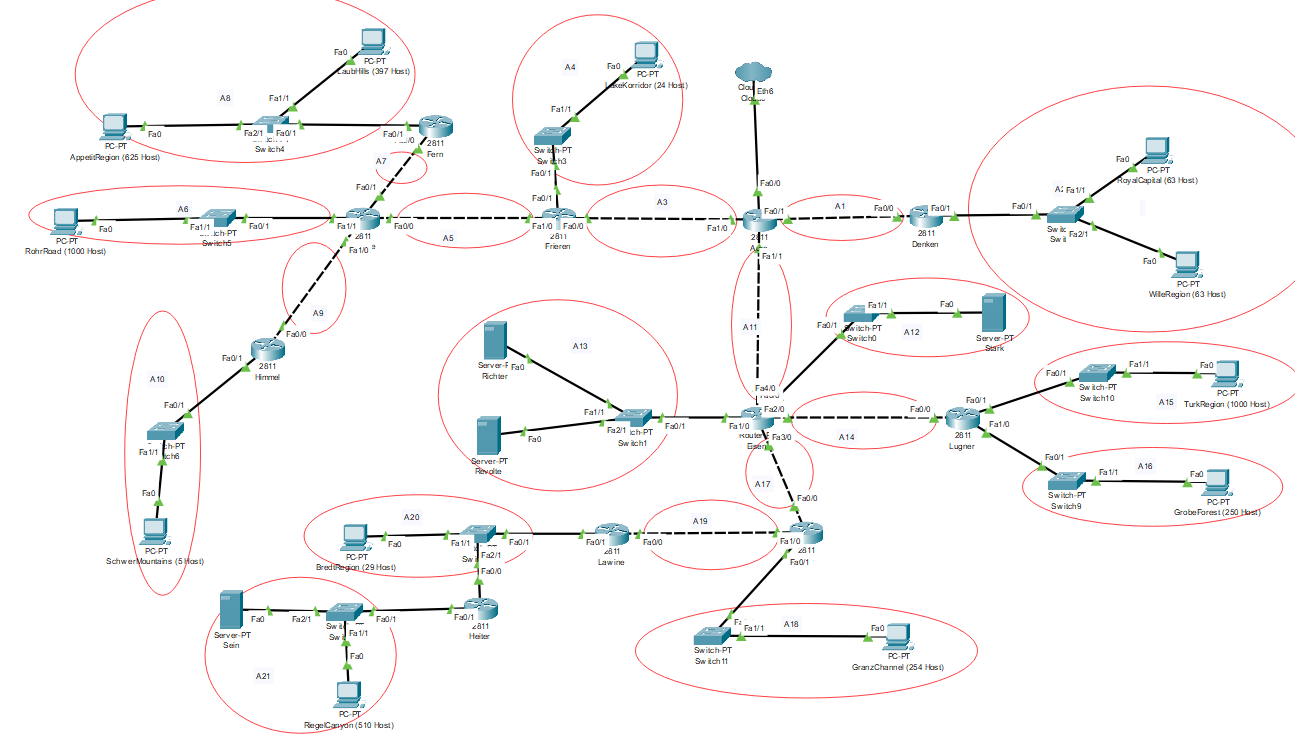 Fa0
PC-PT
LaubHills (397 Host)
A8
Fa1/1
Fa0
Fa2/1
Fa0/1
Switch4
PC-PT
AppetitRegion (625 Host)
Fa0/1
2811
Fern
A7
Fa0/1
A4
Fa0
PC-PT
LakeKorridor (24 Host)
Fa1/1
Switch-PT
Switch3
Fa0/1
Fa0/1
Eth6
Fa0/0
A6
Fa0
Fa1/1
Fa0/1
Switch5
PC-PT
RohrRoad (1000 Host)
Fa1/1
2811
Fa0/0
Fa1/0
A5
Fa1/0
Fa0/0
2811
Frieren
A3
Fa1/0
Fa0/1
Fa1/1
A1
Fa0/0
Fa0/1
2811
Denken
Fa0/1
Fa1/1
Fa2/1
Fa0
PC-PT
RoyalCapital (63 Host)
Fa0
PC-PT
WilleRegion (63 Host)
A9
Fa0/0
Fa0/1
2811
Himmel
A10
Fa0/1
Fa1/1
Fa0
PC-PT
SchwerMountains (5 Host)
A11
Fa4/0
Fa0/1
Fa1/1
Switch-PT
Switch0
A12
Fa0
Server-PT
Stark
A13
Richter
Fa0
Fa1/1
Fa2/1
Fa0/1
Switch1
Fa0
Server-PT
Revolte
Fa1/0
Fa2/0
Fa3/0
Eisen
A14
Fa0/0
Fa0/1
Fa1/0
2811
Lugner
Fa0/1
Switch-PT
Switch10
Fa1/1
Fa0
PC-PT
TurkRegion (1000 Host)
A15
Fa0/1
Switch-PT
Switch9
Fa1/1
A16
Fa0
PC-PT
GrobeForest (250 Host)
A17
Fa0/0
Fa1/0
2811
Fa0/1
A19
Fa0/0
Fa0/1
2811
Lawine
A20
Fa0
Fa1/1
Fa0/1
Fa2/1
PC-PT
BredtRegion (29 Host)
Fa0/0
Fa0/1
2811
Heiter
Server-PT
Sein
Fa0
Fa2/1
Fa0/1
Fa1/1
Fa0
A21
PC-PT
RiegelCanyon (510 Host)
Fa1/1
Switch-PT
Switch11
A18
Fa0
PC-PT
GranzChannel (254 Host)